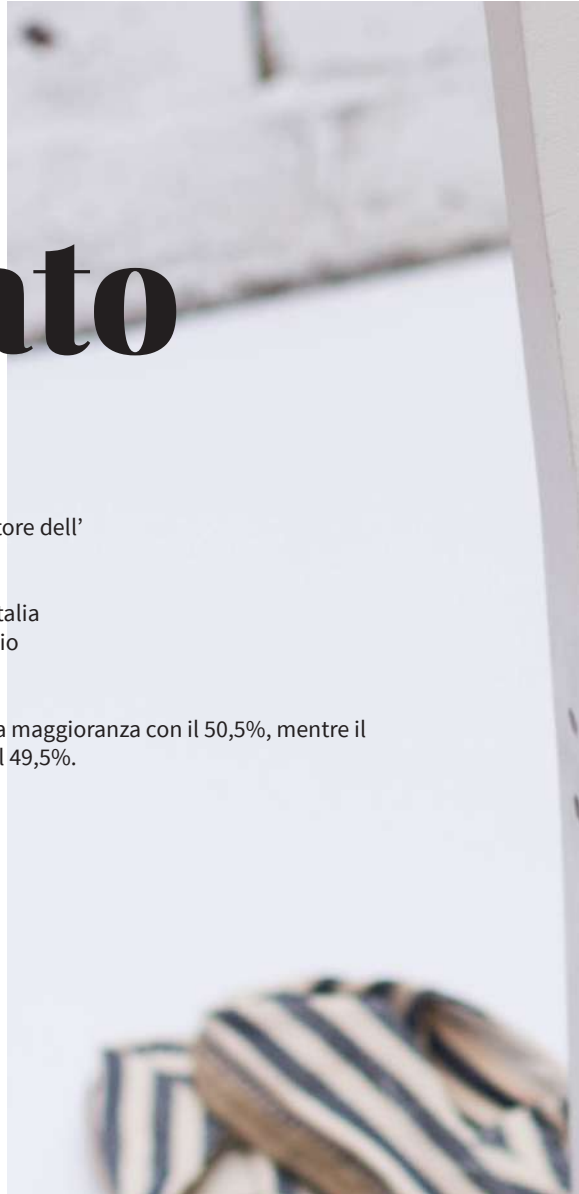 ato
tore dell’
talia
io
a maggioranza con il 50,5%, mentre il
l 49,5%.